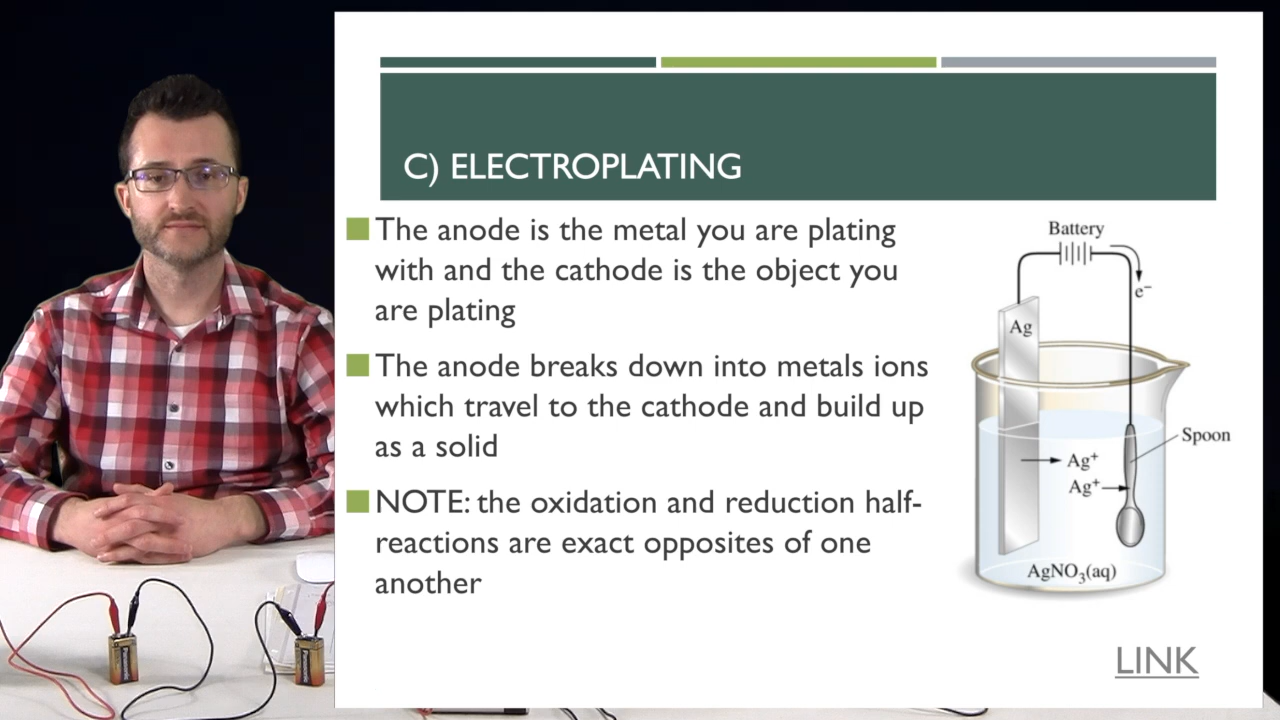 C) ELECTROPLATING
The anode is the metal you are plating
with and the cathode is the object you
are plating
The anode breaks down into metals ions
which travel to the cathode and build up
as a solid
NOTE: the oxidation and reduction half-
reactions are exact opposites of one
another
Battery
e⁻
Ag
Spoon
Ag⁺
Ag⁺
AgNO₃(aq)
LINK
Panasonic
Panasonic